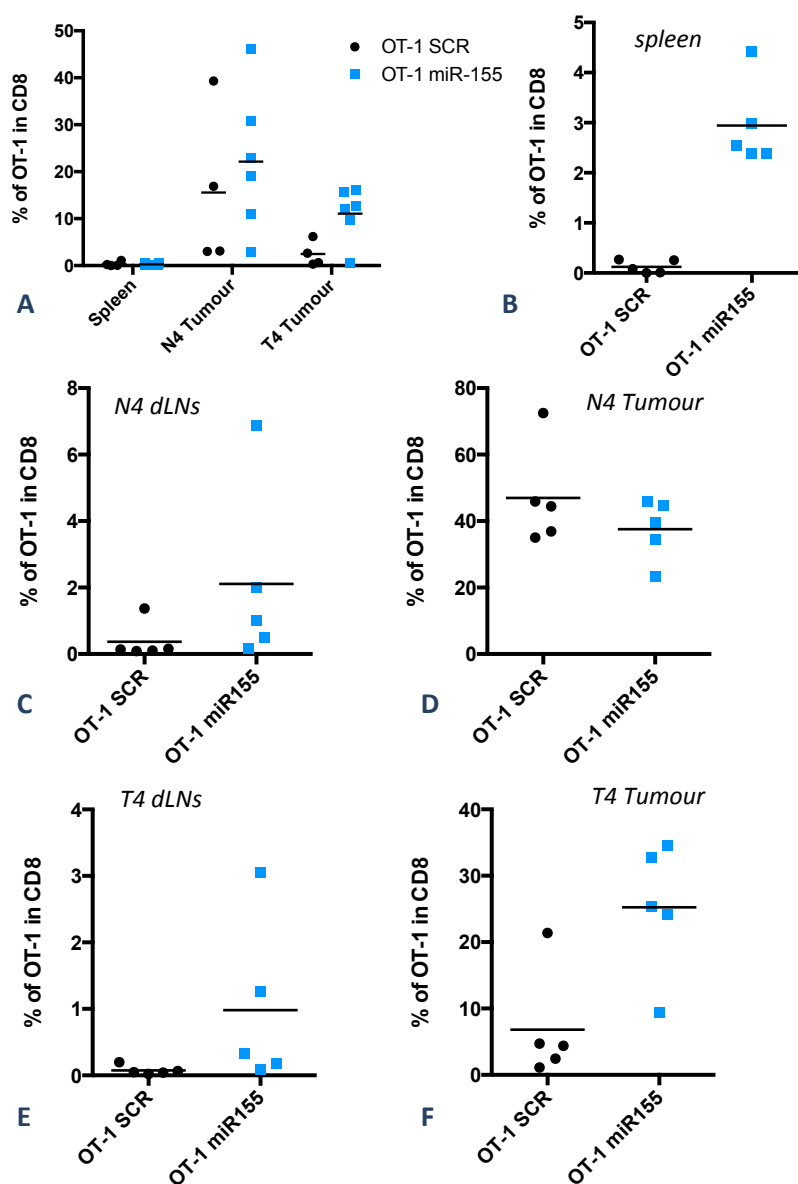 % of OT-1 in CD8
50
40
30
20
10
0
Spleen
N4 Tumour
T4 Tumour
OT-1 SCR
OT-1 miR-155
A
spleen
% of OT-1 in CD8
5
4
3
2
1
0
OT-1 SCR
OT-1 miR155
B
N4 dLNs
% of OT-1 in CD8
8
6
4
2
0
OT-1 SCR
OT-1 miR155
C
N4 Tumour
% of OT-1 in CD8
80
60
40
20
0
OT-1 SCR
OT-1 miR155
D
T4 dLNs
% of OT-1 in CD8
4
3
2
1
0
OT-1 SCR
OT-1 miR155
E
T4 Tumour
% of OT-1 in CD8
40
30
20
10
0
OT-1 SCR
OT-1 miR155
F